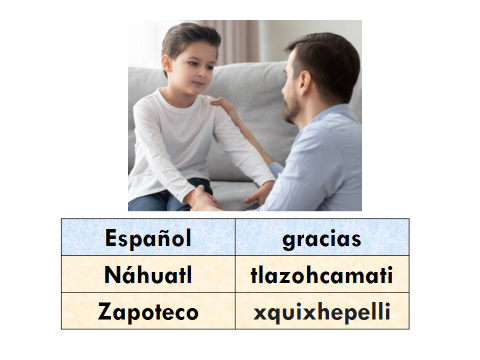 Español gracias
Náhuatl tlazohcamati
Zapoteco xquixhepelli